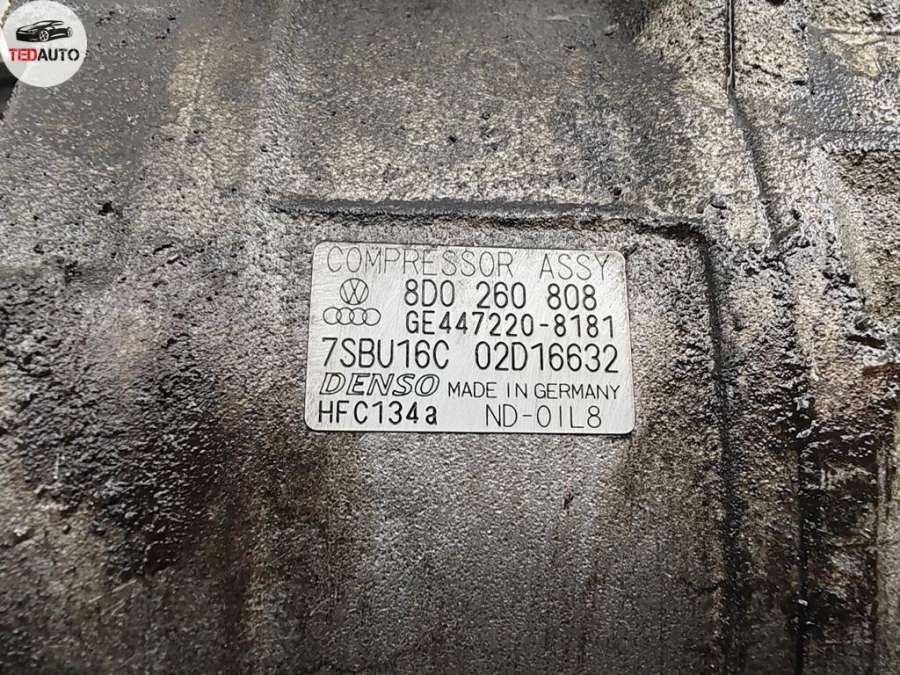 TEDAUTO
COMPRESSOR ASSY
8D0 260 808
GE447220-8181
7SBU16C 02D16632
DENSO MADE IN GERMANY
HFC134a ND-OIL8